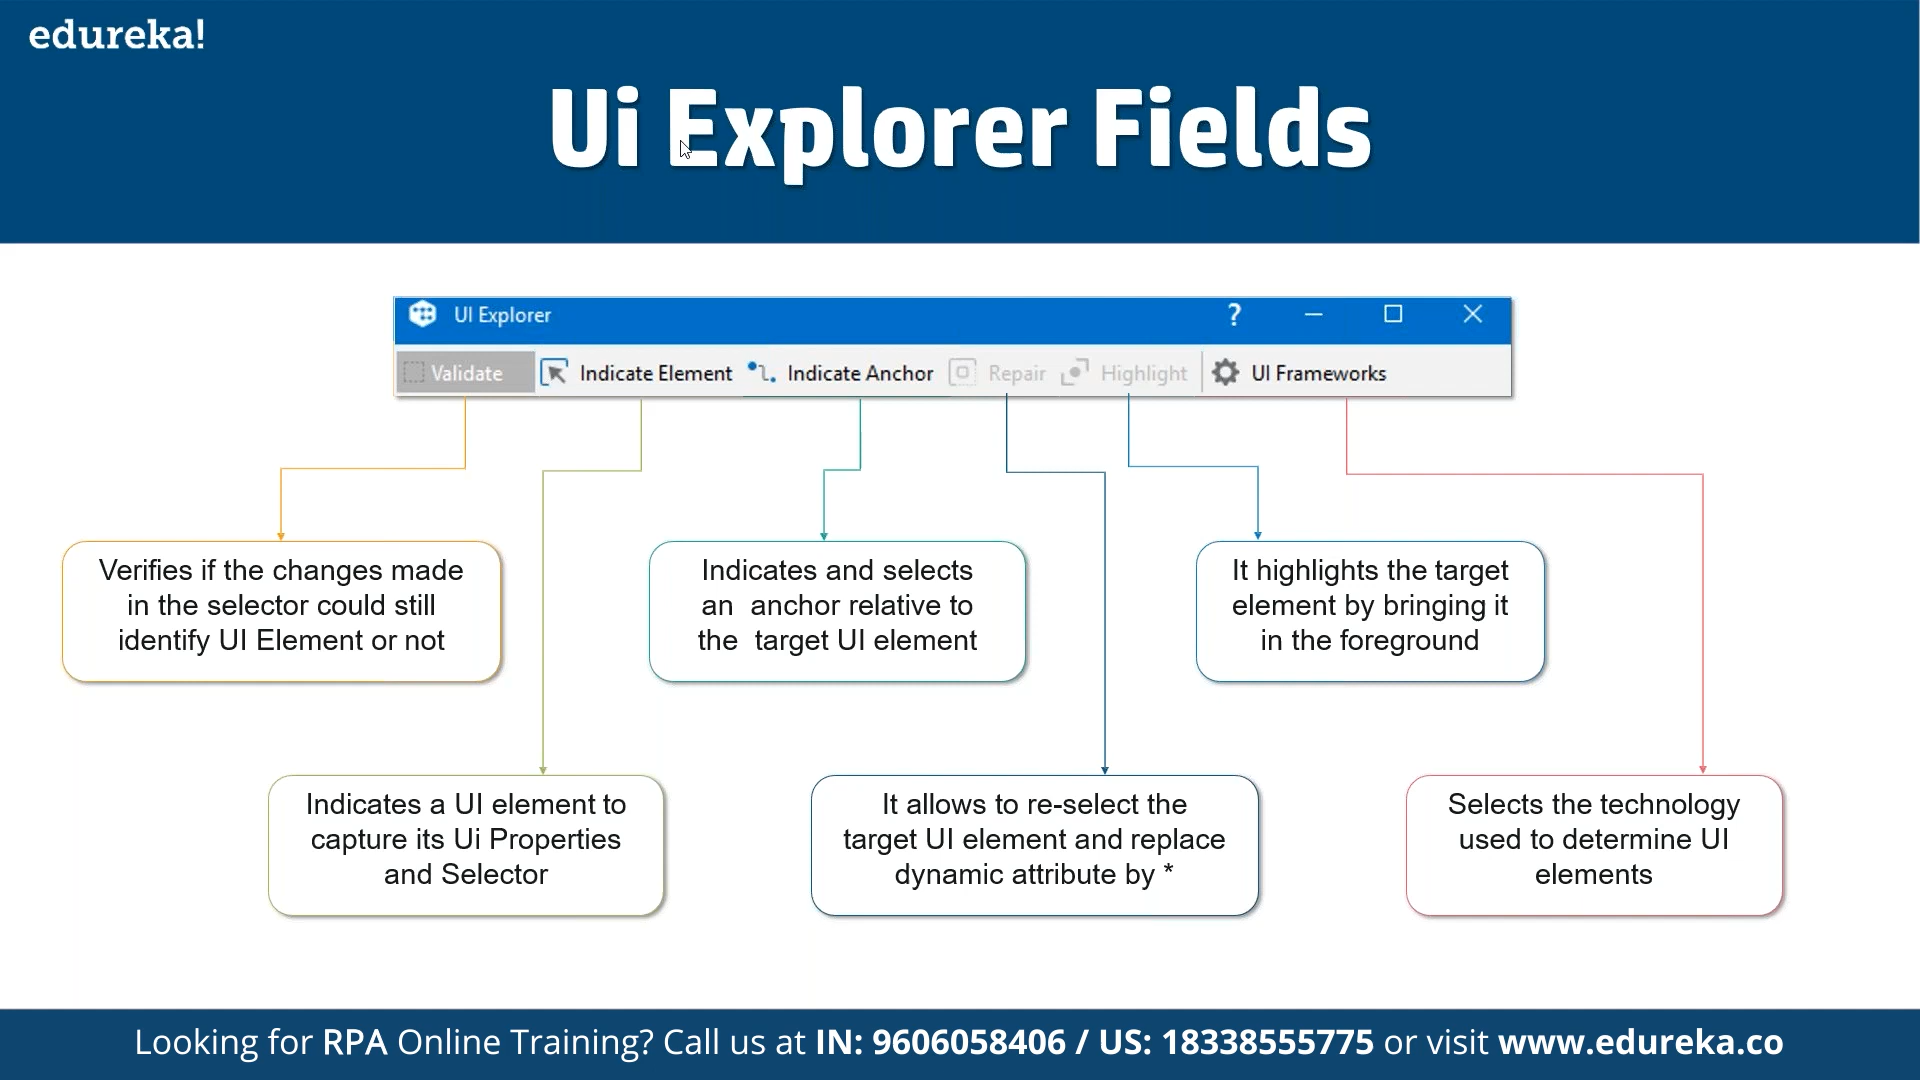 edureka!
Ui Explorer Fields
UI Explorer ?
Validate Indicate Element Indicate Anchor Repair Highlight UI Frameworks
Verifies if the changes made
in the selector could still
identify UI Element or not
Indicates and selects
an anchor relative to
the target UI element
It highlights the target
element by bringing it
in the foreground
Indicates a UI element to
capture its Ui Properties
and Selector
It allows to re-select the
target UI element and replace
dynamic attribute by *
Selects the technology
used to determine UI
elements
Looking for RPA Online Training? Call us at IN: 9606058406 / US: 18338555775 or visit www.edureka.co